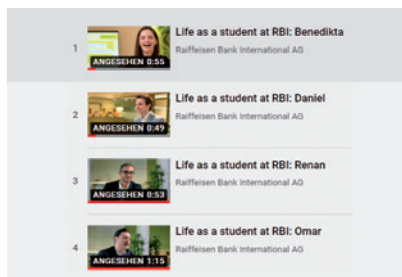 1
ANGESEHEN 0:55
Life as a student at RBI: Benedikta
Raiffeisen Bank International AG
2
ANGESEHEN 0:49
Life as a student at RBI: Daniel
Raiffeisen Bank International AG
3
ANGESEHEN 0:53
Life as a student at RBI: Renan
Raiffeisen Bank International AG
4
ANGESEHEN 1:15
Life as a student at RBI: Omar
Raiffeisen Bank International AG